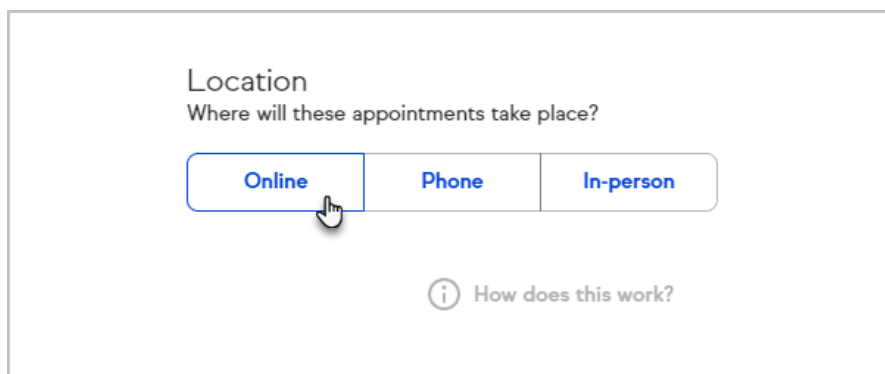 Location
Where will these appointments take place?
Online Phone In-person
How does this work?